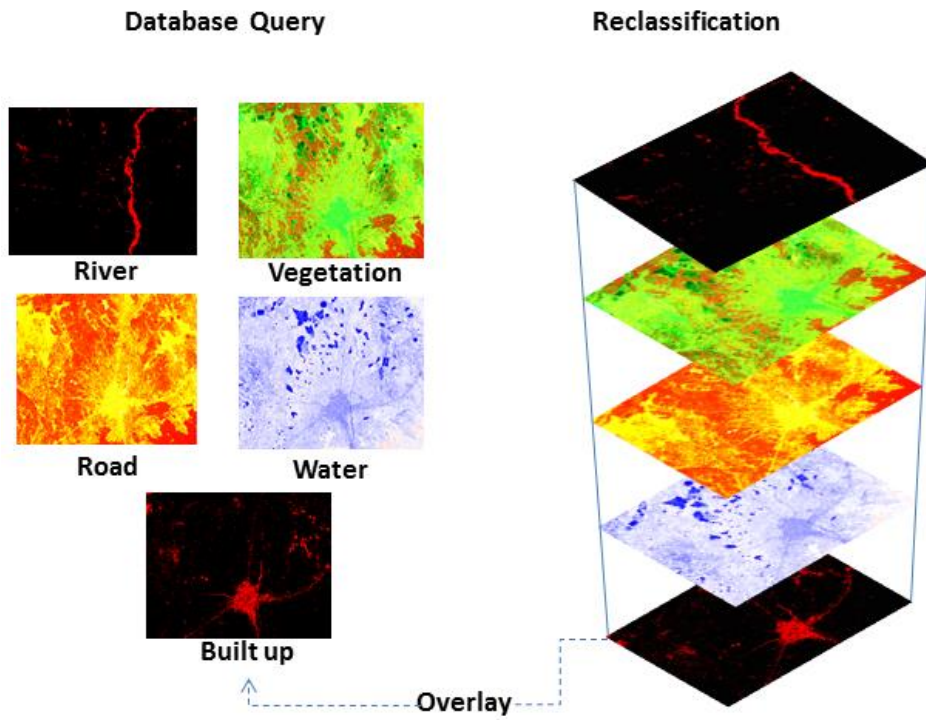 Database Query
Reclassification
River
Vegetation
Road
Water
Built up
Overlay